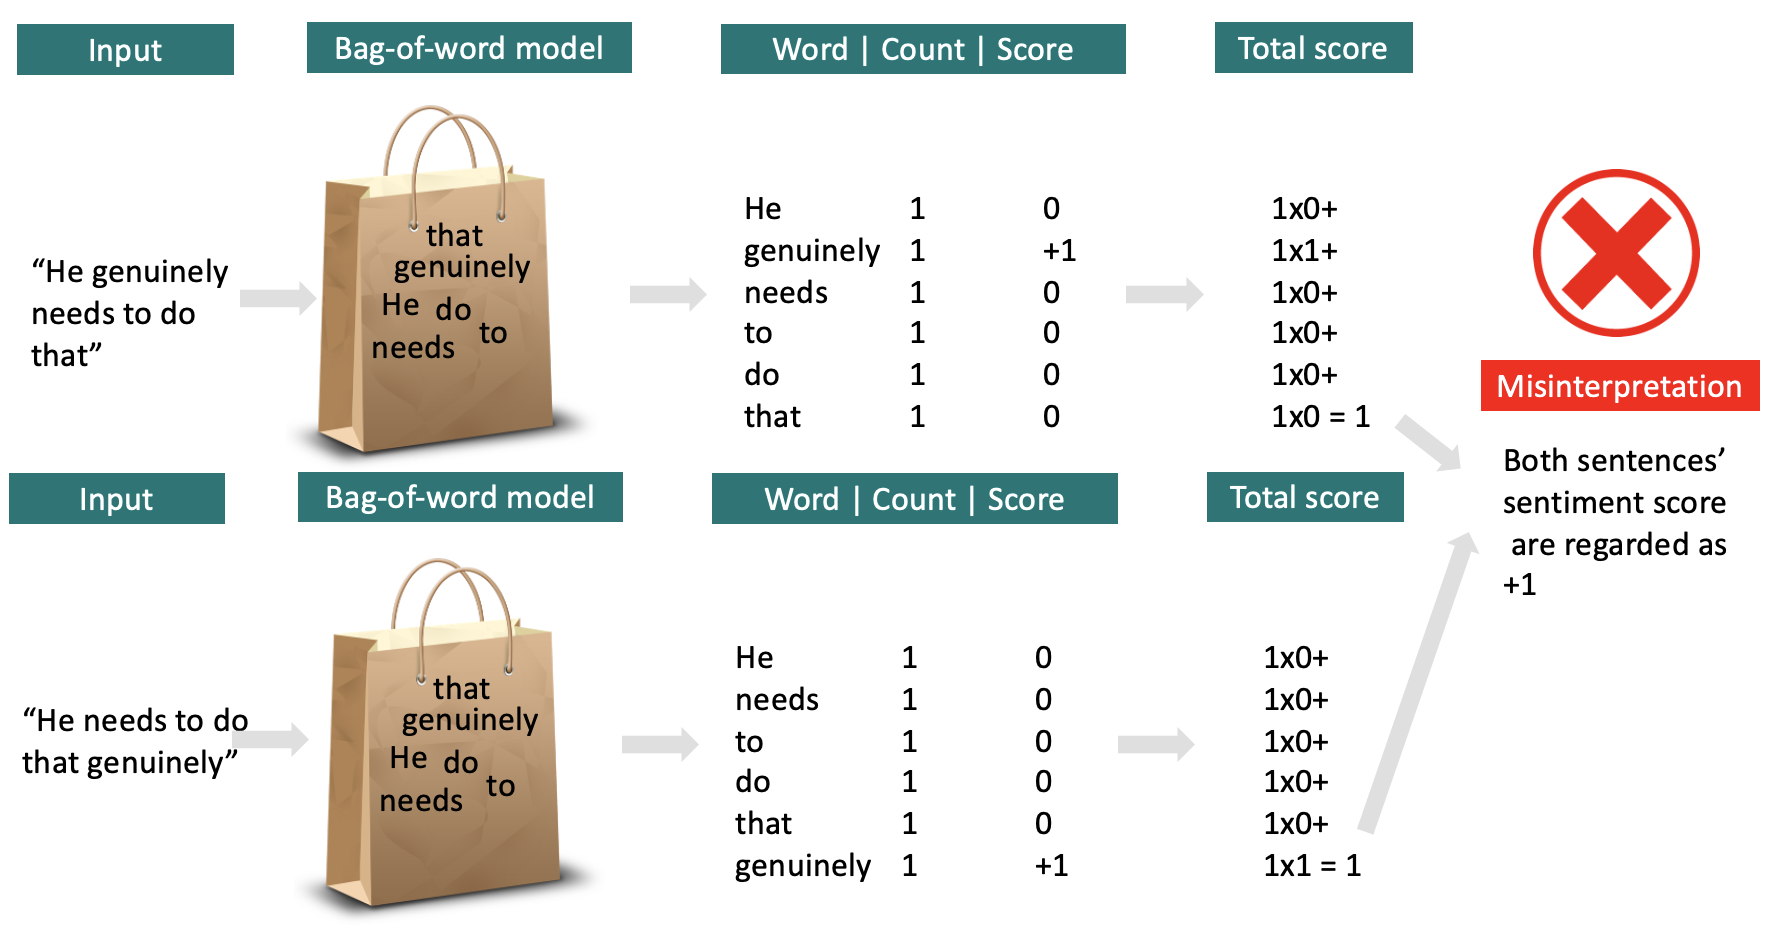 Input
Bag-of-word model
Word | Count | Score
Total score
“He genuinely
needs to do
that”
that
genuinely
He do
to
needs
He 1 0 1x0+
genuinely 1 +1 1x1+
needs 1 0 1x0+
to 1 0 1x0+
do 1 0 1x0+
that 1 0 1x0 = 1
Misinterpretation
Both sentences’
sentiment score
are regarded as
+1
Input
Bag-of-word model
Word | Count | Score
Total score
“He needs to do
that genuinely”
that
genuinely
He do
to
needs
He 1 0 1x0+
needs 1 0 1x0+
to 1 0 1x0+
do 1 0 1x0+
that 1 0 1x0+
genuinely 1 +1 1x1 = 1